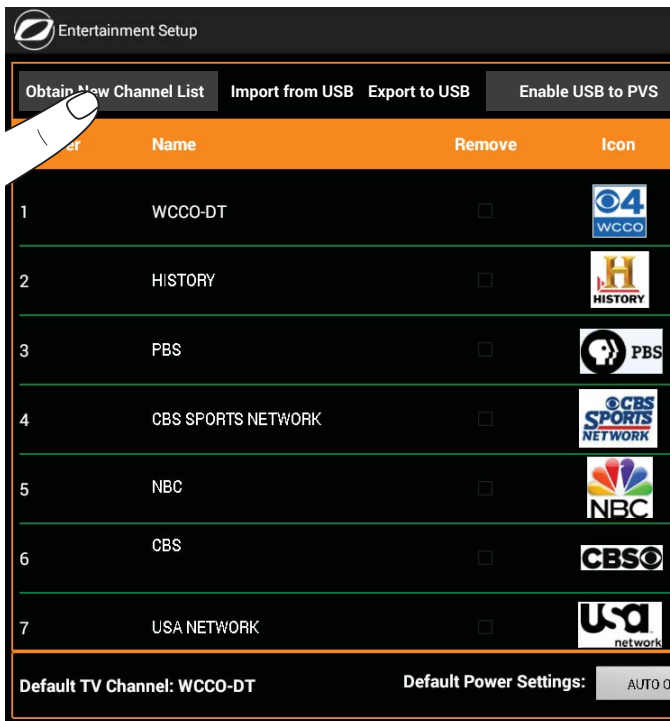 Entertainment Setup
Obtain New Channel List Import from USB Export to USB Enable USB to PVS
Name Remove Icon
1 WCCO-DT 4 WCCO
2 HISTORY H HISTORY
3 PBS PBS
4 CBS SPORTS NETWORK CBS SPORTS NETWORK
5 NBC NBC
6 CBS CBS
7 USA NETWORK usa network
Default TV Channel: WCCO-DT Default Power Settings: AUTO